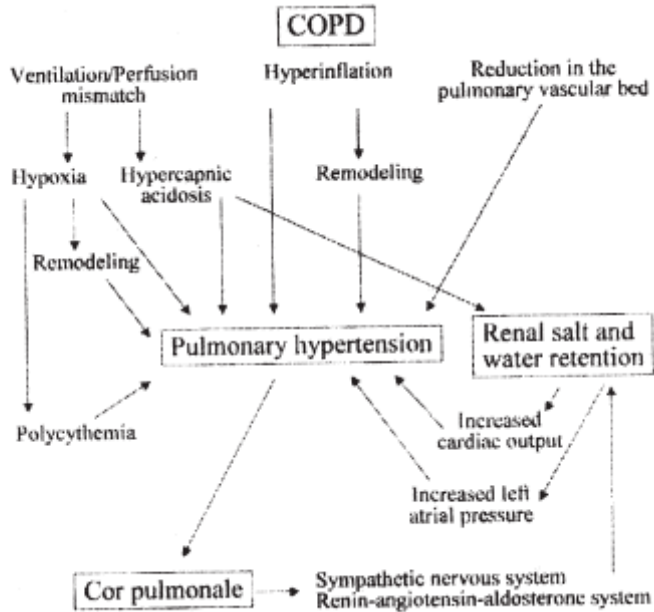 COPD
Ventilation/Perfusion
mismatch
Hyperinflation
Reduction in the
pulmonary vascular bed
Hypoxia
Hypercapnic
acidosis
Remodeling
Remodeling
Pulmonary hypertension
Renal salt and
water retention
Polycythemia
Increased
cardiac output
Increased left
atrial pressure
Cor pulmonale
Sympathetic nervous system
Renin-angiotensin-aldosterone system